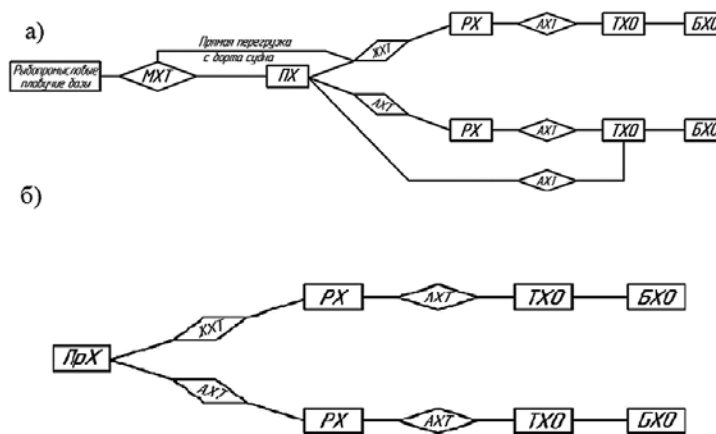 а)
Рыбопромысловые
плавучие базы
МХТ
Прямая перегрузка
с борта судна
ПХ
ЖХТ
РХ
АХТ
ТХО
БХО
АХТ
РХ
АХТ
ТХО
БХО
АХТ
б)
ПрХ
ЖХТ
РХ
АХТ
ТХО
БХО
АХТ
РХ
АХТ
ТХО
БХО